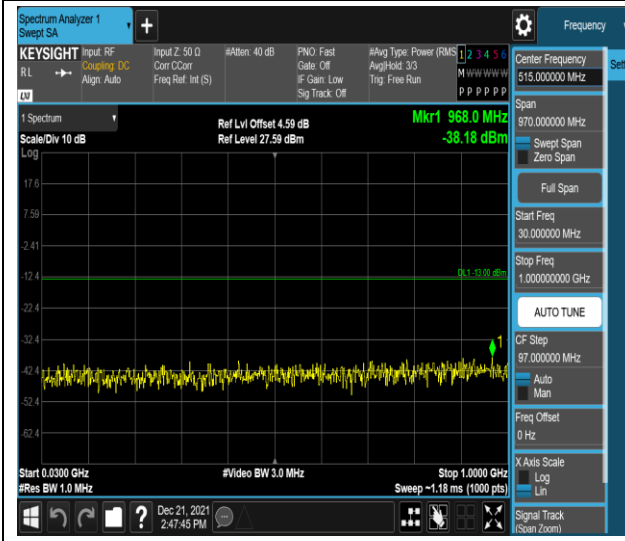 Spectrum Analyzer 1
Swept SA
+
Frequency
KEYSIGHT
RL
LXI
Input: RF
Coupling: DC
Align: Auto
Input Z: 50 Ω
Corr CCorr
Freq Ref: Int (S)
#Atten: 40 dB
PNO: Fast
Gate: Off
IF Gain: Low
Sig Track: Off
#Avg Type: Power (RMS
Avg|Hold: 3/3
Trig: Free Run
1 2 3 4 5 6
M W W W W W
P P P P P P
1 Spectrum
Scale/Div 10 dB
Log
Ref Lvl Offset 4.59 dB
Ref Level 27.59 dBm
Mkr1 968.0 MHz
-38.18 dBm
17.6
7.59
-2.41
-12.4
-22.4
-32.4
-42.4
-52.4
-62.4
DL1 -13.00 dBm
1
Start 0.0300 GHz
#Res BW 1.0 MHz
#Video BW 3.0 MHz
Stop 1.0000 GHz
Sweep ~1.18 ms (1000 pts)
?
Dec 21, 2021
2:47:45 PM
Center Frequency
515.000000 MHz
Sett
Span
970.000000 MHz
Swept Span
Zero Span
Full Span
Start Freq
30.000000 MHz
Stop Freq
1.000000000 GHz
AUTO TUNE
CF Step
97.000000 MHz
Auto
Man
Freq Offset
0 Hz
X Axis Scale
Log
Lin
Signal Track
(Span Zoom)